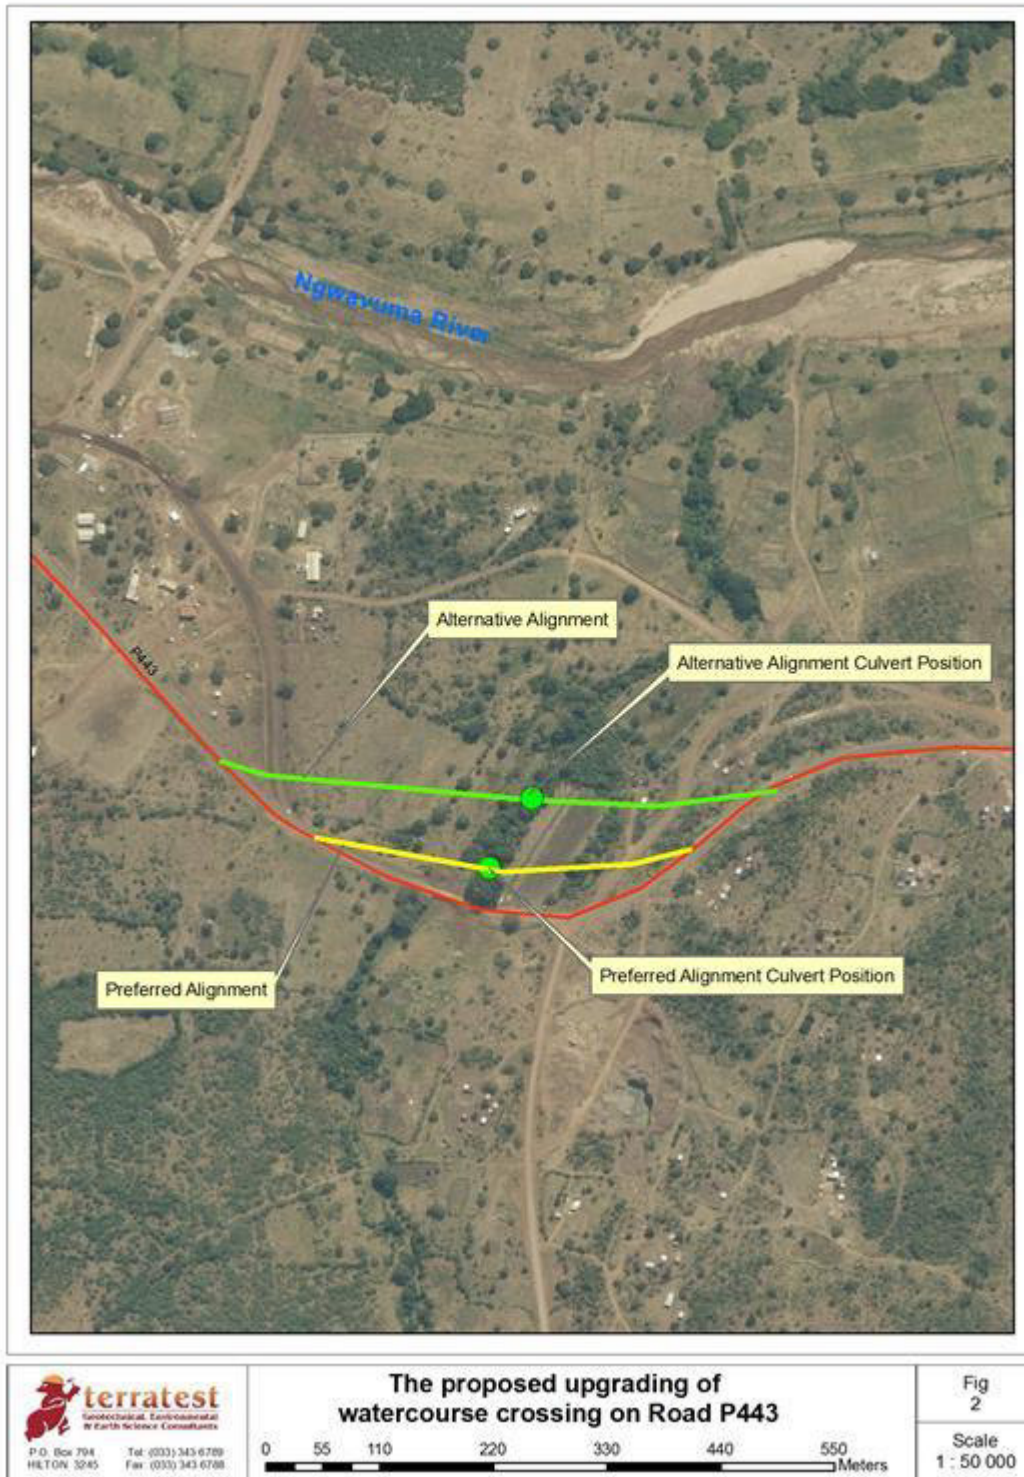 Ngwavuma River
Alternative Alignment
Alternative Alignment Culvert Position
P443
Preferred Alignment Culvert Position
Preferred Alignment
terratest
Geotechnical, Environmental
& Earth Science Consultants
P.O. Box 794
HILTON 3245
Tel: (033) 343 6789
Fax: (033) 343 6788
The proposed upgrading of
watercourse crossing on Road P443
0 55 110 220 330 440 550
Meters
Fig
2
Scale
1 : 50 000